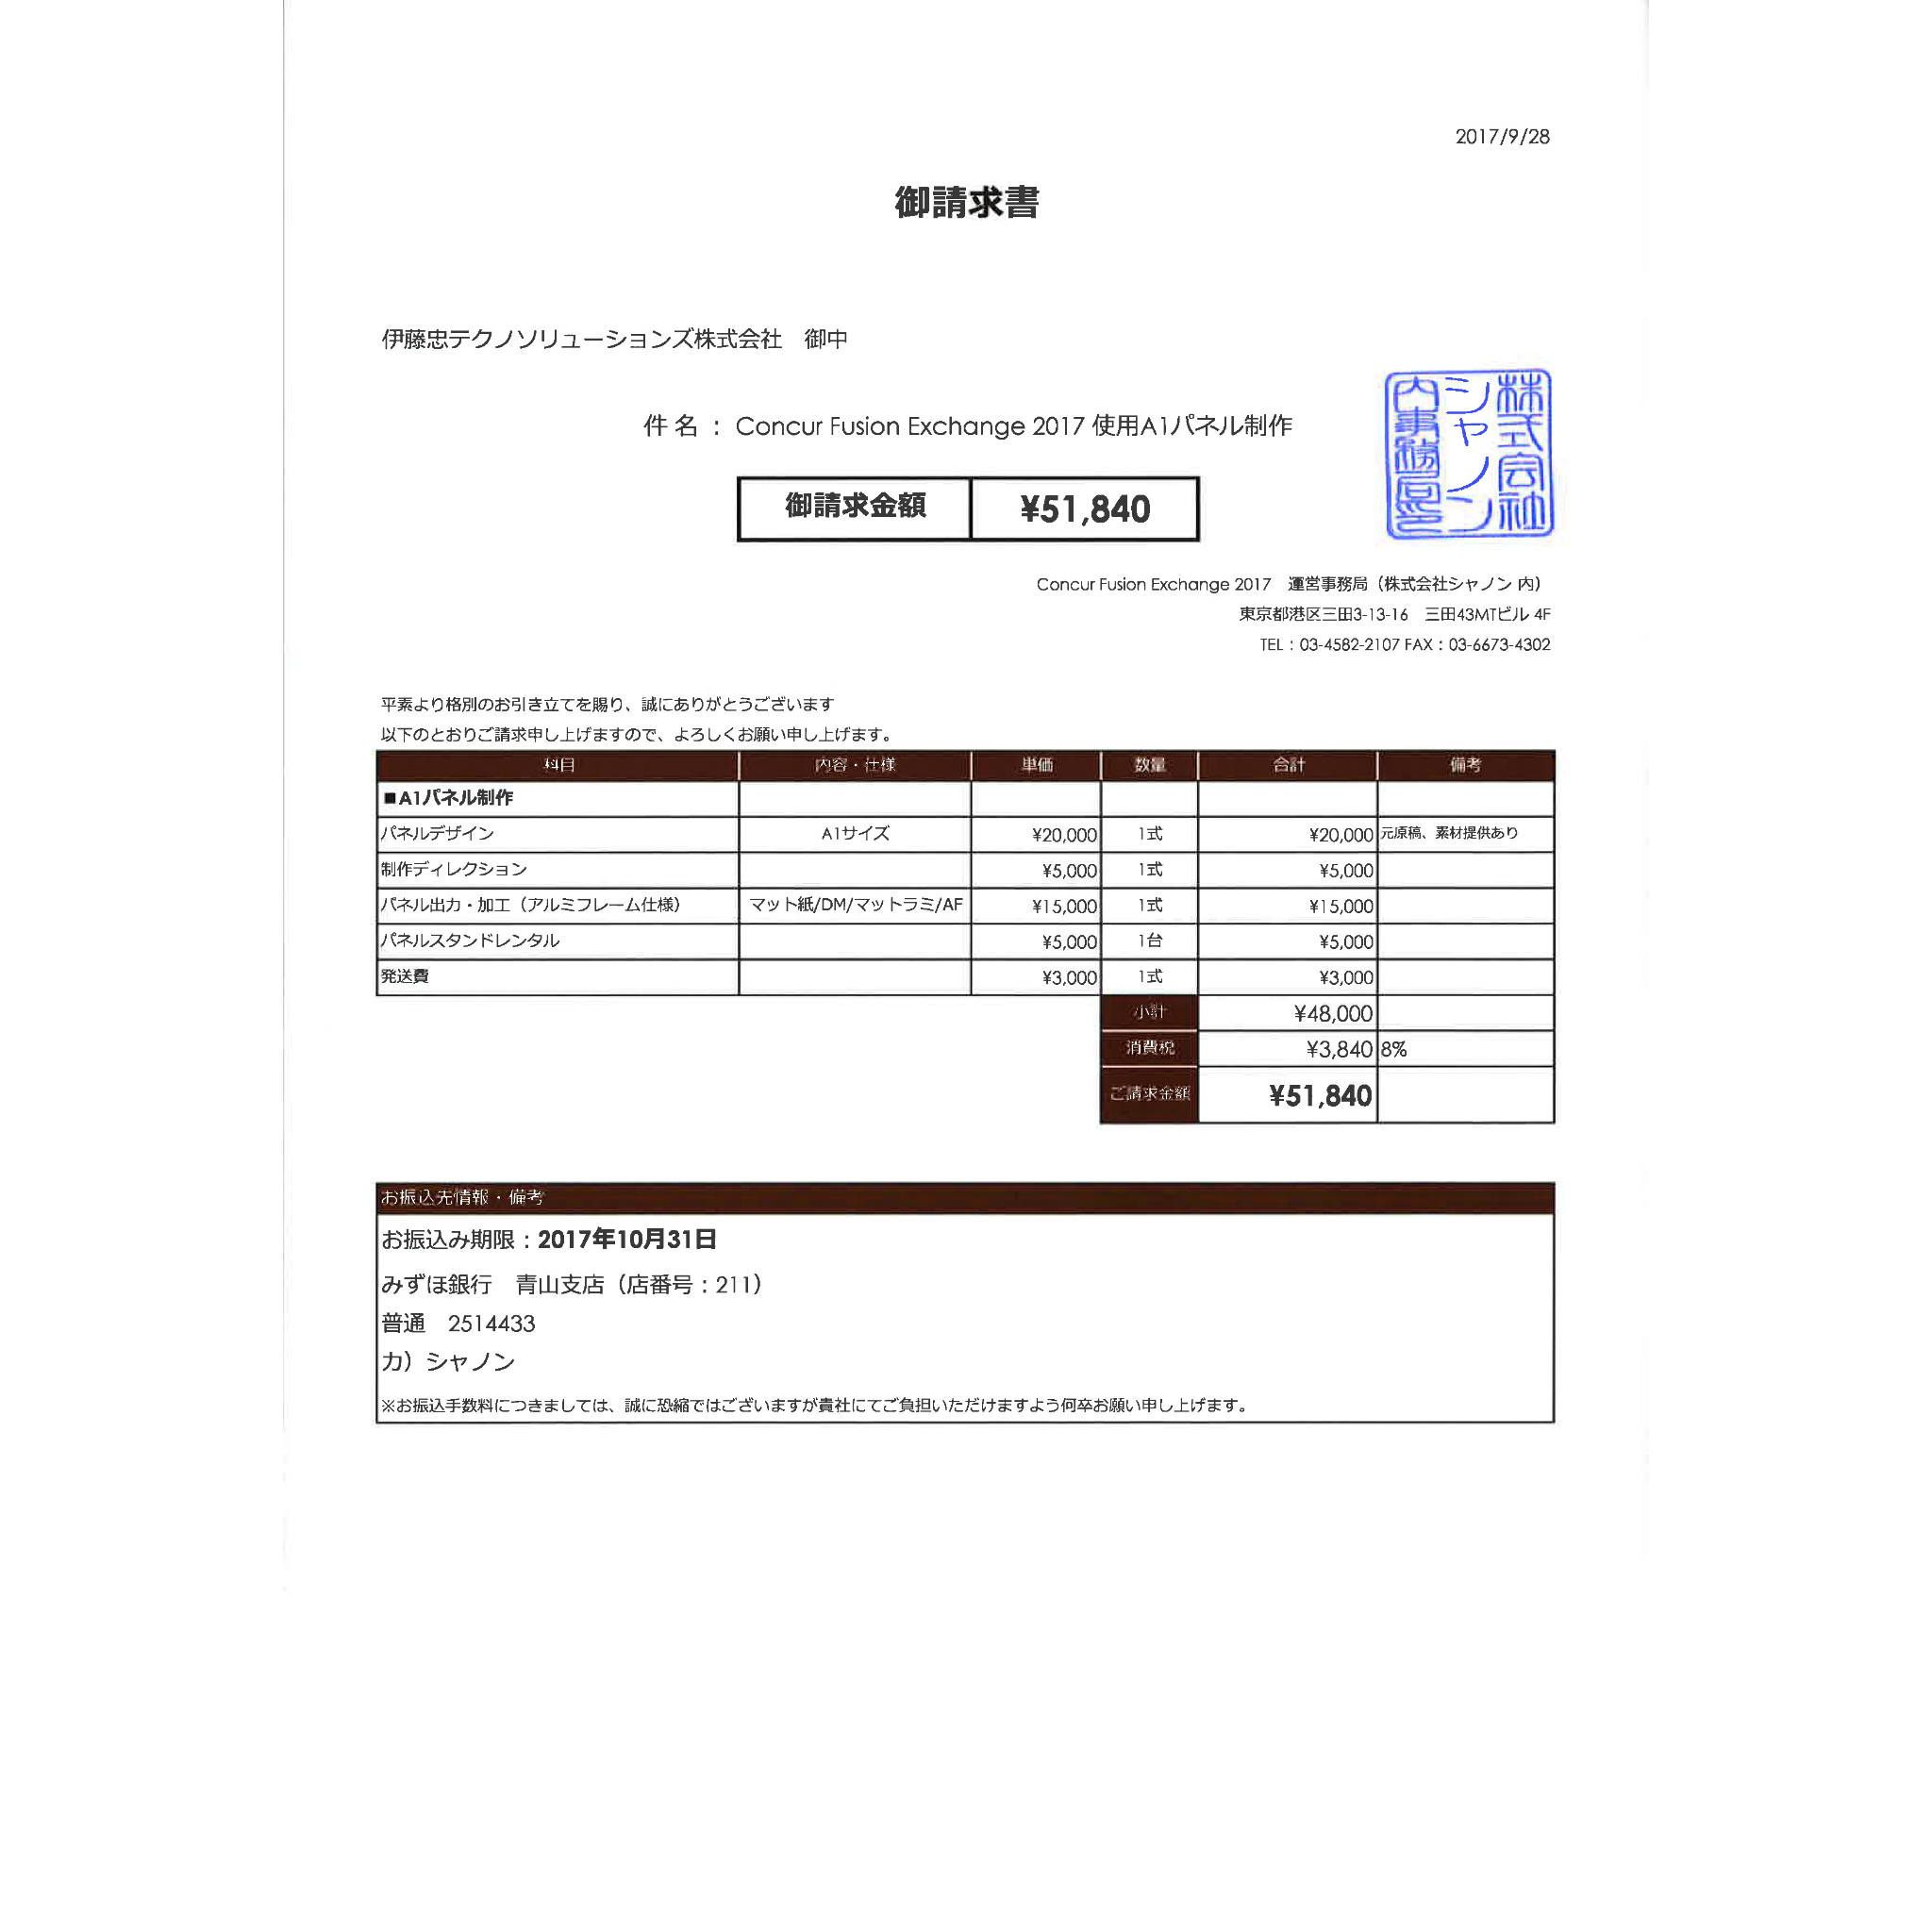 2017/9/28
御請求書
伊藤忠テクノソリューションズ株式会社　御中
件 名 ： Concur Fusion Exchange 2017 使用A1パネル制作
株式会社
シャノン
内事務局印
御請求金額 ¥51,840
Concur Fusion Exchange 2017　運営事務局（株式会社シャノン 内）
東京都港区三田3-13-16　三田43MTビル 4F
TEL：03-4582-2107 FAX：03-6673-4302
平素より格別のお引き立てを賜り、誠にありがとうございます
以下のとおりご請求申し上げますので、よろしくお願い申し上げます。
科目 内容・仕様 単価 数量 合計 備考
■A1パネル制作
パネルデザイン A1サイズ ¥20,000 1式 ¥20,000 元原稿、素材提供あり
制作ディレクション ¥5,000 1式 ¥5,000
パネル出力・加工（アルミフレーム仕様） マット紙/DM/マットラミ/AF ¥15,000 1式 ¥15,000
パネルスタンドレンタル ¥5,000 1台 ¥5,000
発送費 ¥3,000 1式 ¥3,000
小計 ¥48,000
消費税 ¥3,840 8%
ご請求金額 ¥51,840
お振込先情報・備考
お振込み期限：2017年10月31日
みずほ銀行　青山支店（店番号：211）
普通　2514433
カ）シャノン
※お振込手数料につきましては、誠に恐縮ではございますが貴社にてご負担いただけますよう何卒お願い申し上げます。